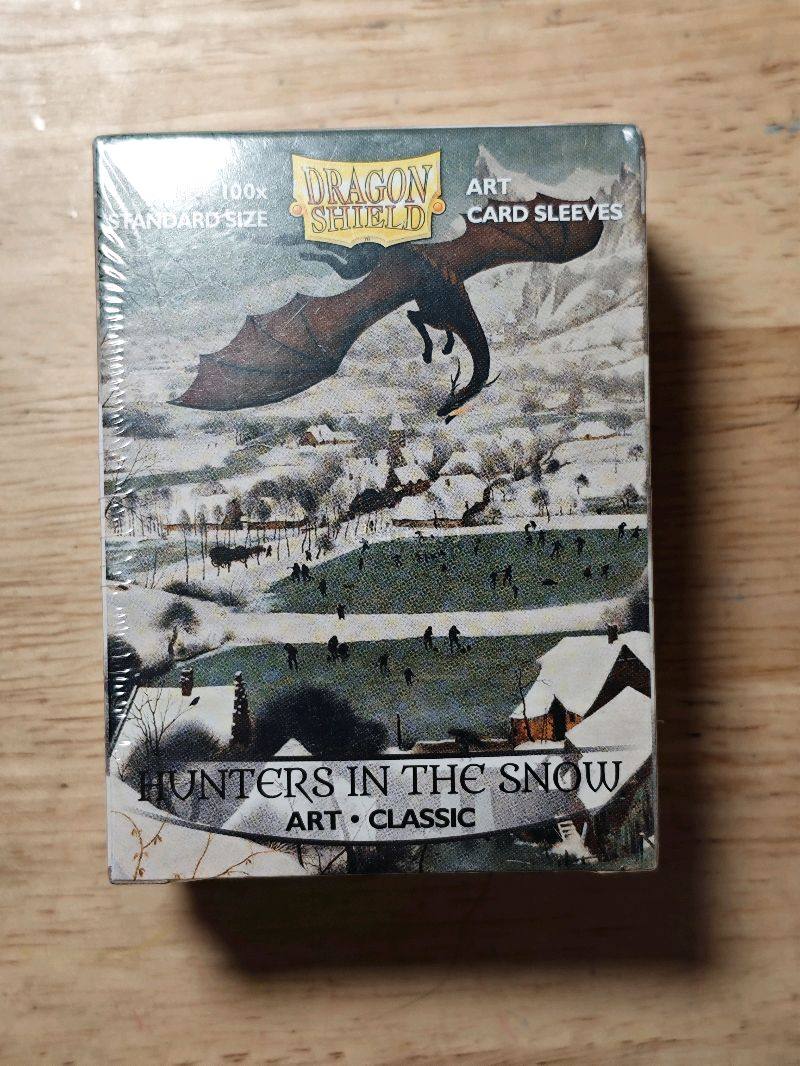 100x
STANDARD SIZE
DRAGON
SHIELD
ART
CARD SLEEVES
HUNTERS IN THE SNOW
ART • CLASSIC